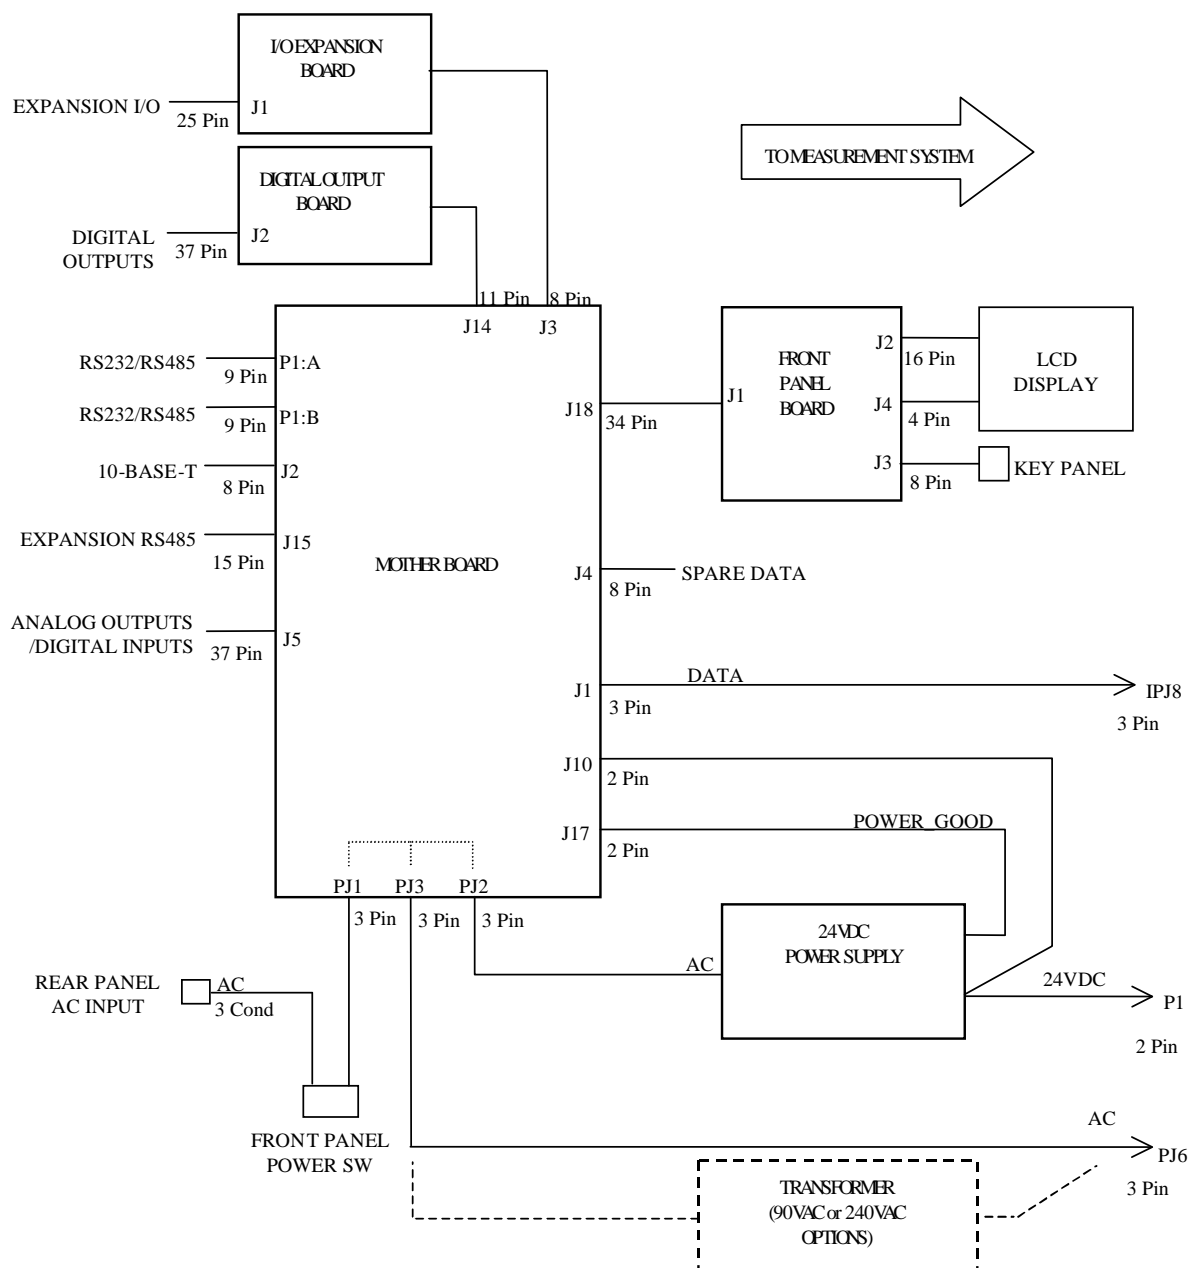 I/O EXPANSION
BOARD
EXPANSION I/O
25 Pin
J1
TO MEASUREMENT SYSTEM
DIGITAL OUTPUT
BOARD
DIGITAL
OUTPUTS
37 Pin
J2
11 Pin
8 Pin
J14
J3
RS232/RS485
9 Pin
P1:A
RS232/RS485
9 Pin
P1:B
10-BASE-T
8 Pin
J2
EXPANSION RS485
15 Pin
J15
ANALOG OUTPUTS
/DIGITAL INPUTS
37 Pin
J5
MOTHER BOARD
J18
34 Pin
J1
FRONT
PANEL
BOARD
J2
16 Pin
J4
4 Pin
J3
8 Pin
LCD
DISPLAY
KEY PANEL
J4
8 Pin
SPARE DATA
J1
3 Pin
DATA
IPJ8
3 Pin
J10
2 Pin
J17
2 Pin
POWER_GOOD
PJ1
PJ3
PJ2
3 Pin
3 Pin
3 Pin
24VDC
POWER SUPPLY
AC
24VDC
P1
2 Pin
REAR PANEL
AC INPUT
AC
3 Cond
FRONT PANEL
POWER SW
AC
PJ6
3 Pin
TRANSFORMER
(90VAC or 240VAC
OPTIONS)